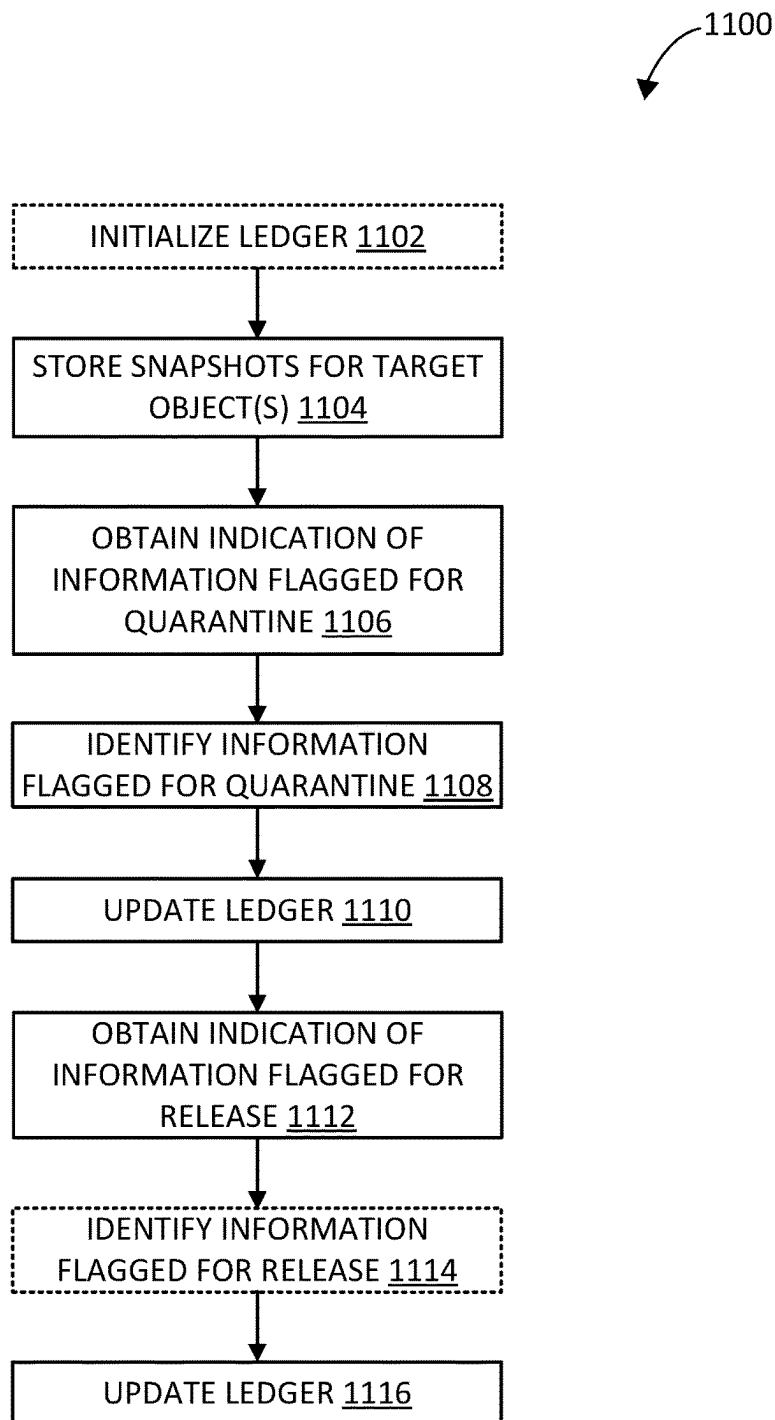 1100
INITIALIZE LEDGER 1102
STORE SNAPSHOTS FOR TARGET
OBJECT(S) 1104
OBTAIN INDICATION OF
INFORMATION FLAGGED FOR
QUARANTINE 1106
IDENTIFY INFORMATION
FLAGGED FOR QUARANTINE 1108
UPDATE LEDGER 1110
OBTAIN INDICATION OF
INFORMATION FLAGGED FOR
RELEASE 1112
IDENTIFY INFORMATION
FLAGGED FOR RELEASE 1114
UPDATE LEDGER 1116